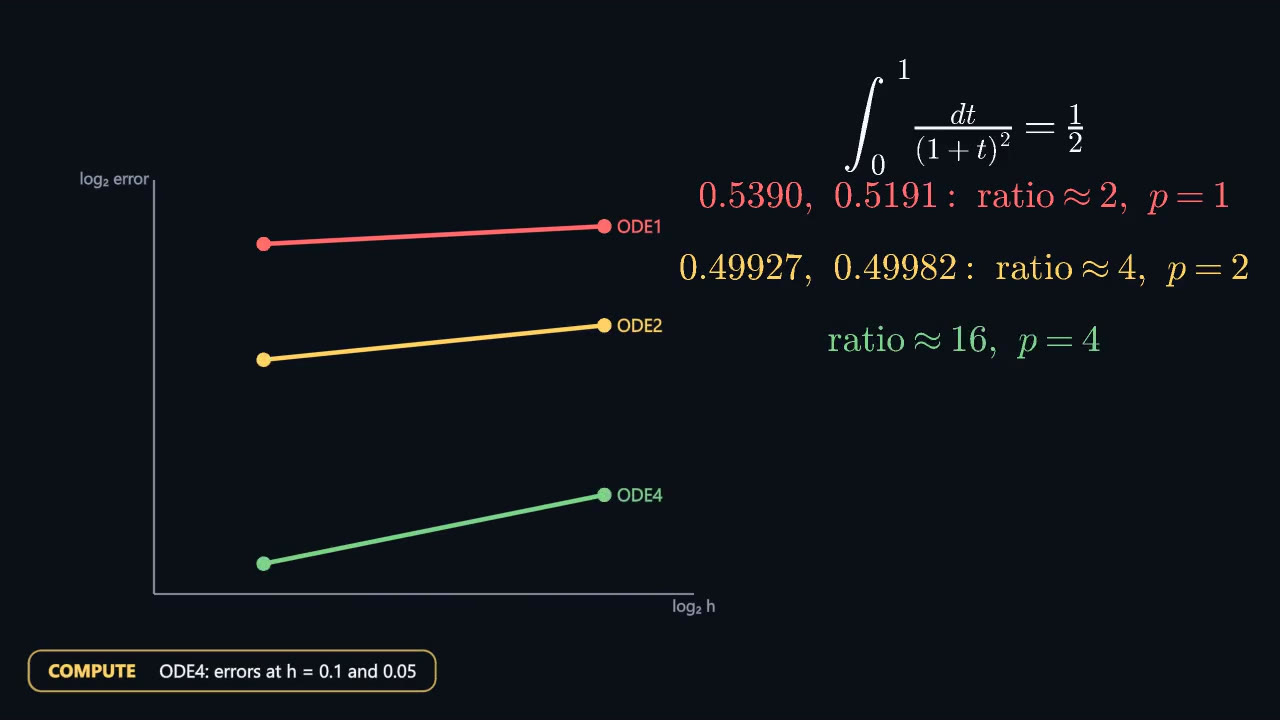 ∫₀¹ dt/(1 + t)² = 1/2
0.5390, 0.5191 : ratio ≈ 2, p = 1
0.49927, 0.49982 : ratio ≈ 4, p = 2
ratio ≈ 16, p = 4
log₂ error
ODE1
ODE2
ODE4
log₂ h
COMPUTE ODE4: errors at h = 0.1 and 0.05